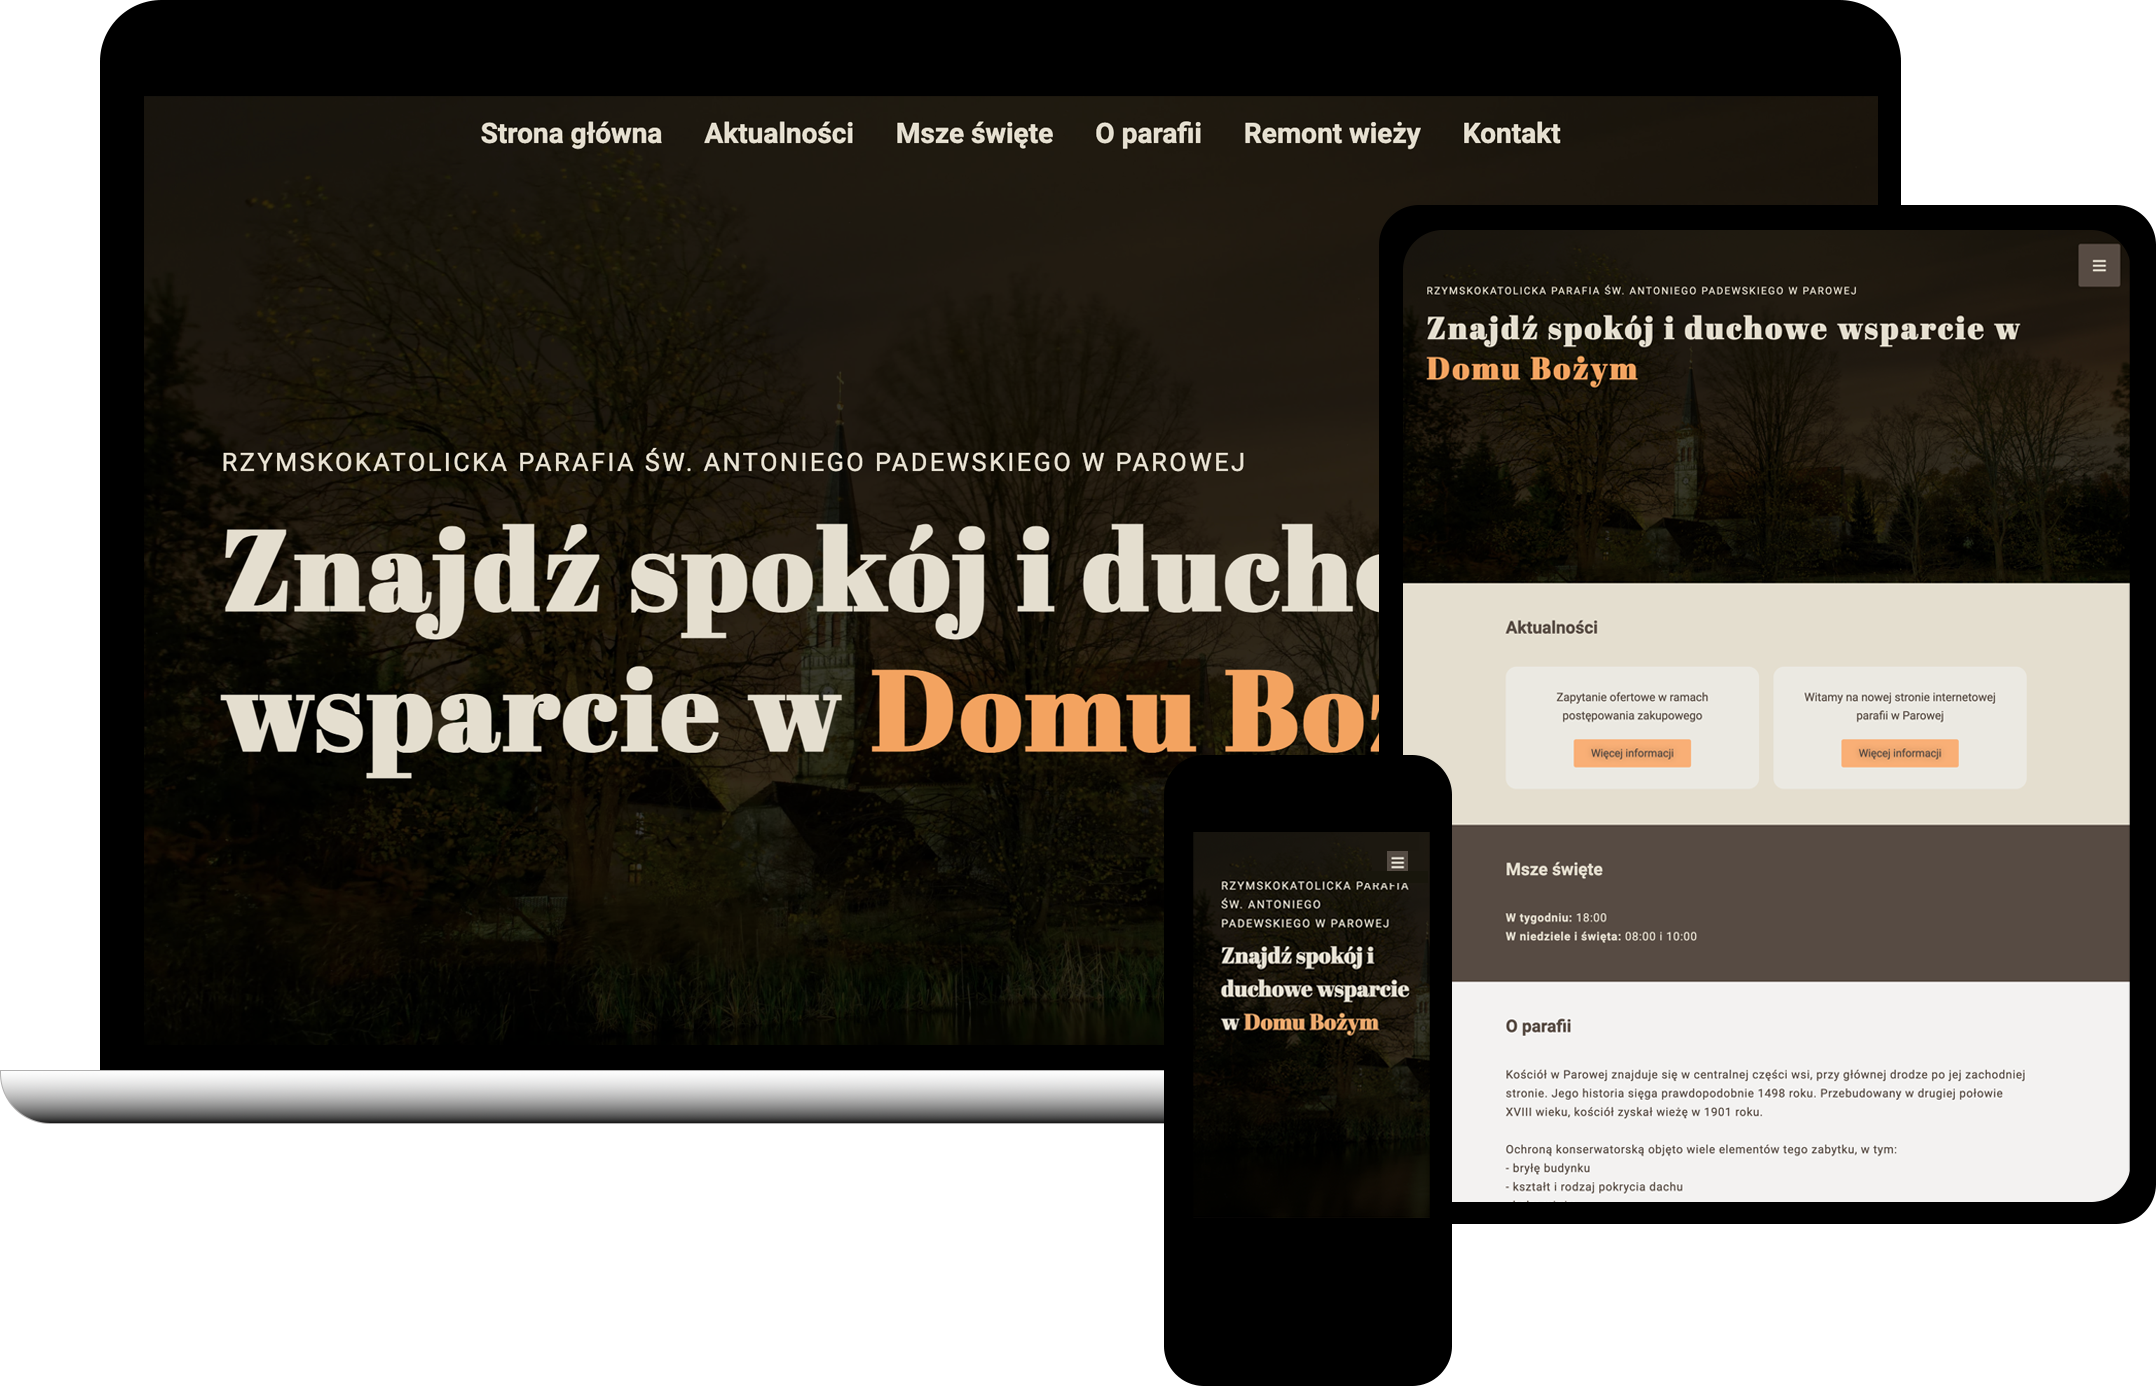 Strona główna Aktualności Msze święte O parafii Remont wieży Kontakt
RZYMSKOKATOLICKA PARAFIA ŚW. ANTONIEGO PADEWSKIEGO W PAROWEJ
Znajdź spokój i ducho
wsparcie w Domu Boż
RZYMSKOKATOLICKA PARAFIA ŚW. ANTONIEGO PADEWSKIEGO W PAROWEJ
Znajdź spokój i duchowe wsparcie w
Domu Bożym
Aktualności
Zapytanie ofertowe w ramach
postępowania zakupowego
Więcej informacji
Witamy na nowej stronie internetowej
parafii w Parowej
Więcej informacji
Msze święte
W tygodniu: 18:00
W niedziele i święta: 08:00 i 10:00
O parafii
Kościół w Parowej znajduje się w centralnej części wsi, przy głównej drodze po jej zachodniej
stronie. Jego historia sięga prawdopodobnie 1498 roku. Przebudowany w drugiej połowie
XVIII wieku, kościół zyskał wieżę w 1901 roku.
Ochroną konserwatorską objęto wiele elementów tego zabytku, w tym:
- bryłę budynku
- kształt i rodzaj pokrycia dachu
RZYMSKOKATOLICKA PARAFIA
ŚW. ANTONIEGO
PADEWSKIEGO W PAROWEJ
Znajdź spokój i
duchowe wsparcie
w Domu Bożym